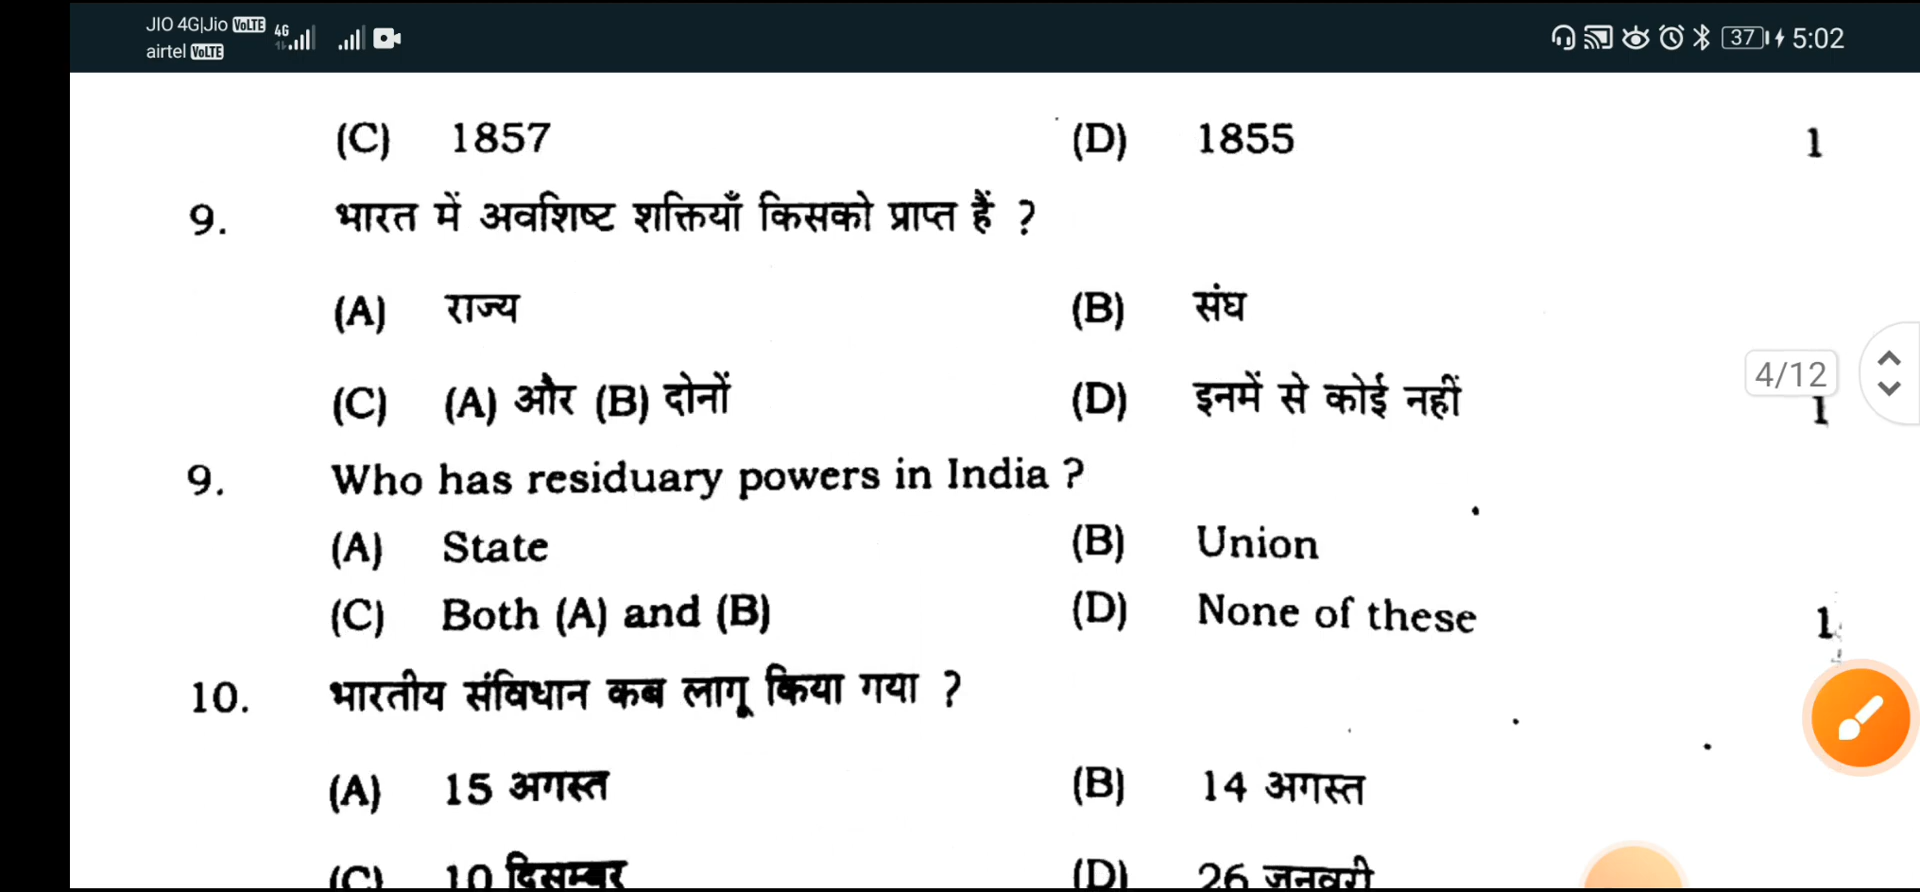 JIO 4G|Jio VoLTE 4G
airtel VoLTE
37 5:02
(C) 1857 (D) 1855 1
9. भारत में अवशिष्ट शक्तियाँ किसको प्राप्त हैं ?
(A) राज्य (B) संघ
(C) (A) और (B) दोनों (D) इनमें से कोई नहीं 1
4/12
9. Who has residuary powers in India ?
(A) State (B) Union
(C) Both (A) and (B) (D) None of these 1
10. भारतीय संविधान कब लागू किया गया ?
(A) 15 अगस्त (B) 14 अगस्त
(C) 10 दिसम्बर (D) 26 जनवरी